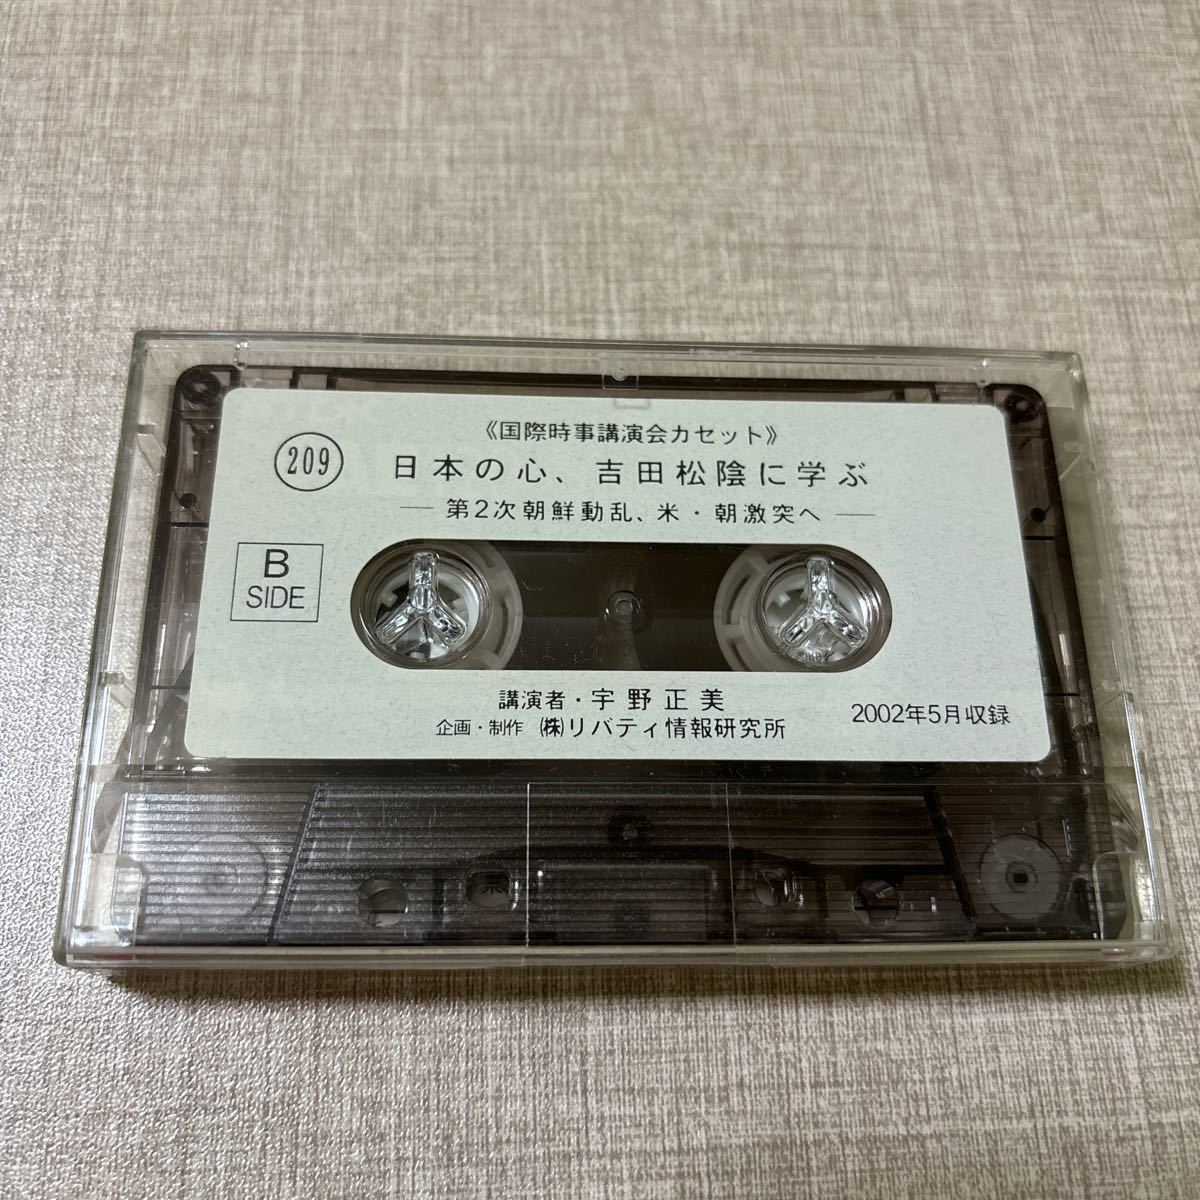 《国際時事講演会カセット》
209
日本の心、吉田松陰に学ぶ
― 第2次朝鮮動乱、米・朝激突へ ―
B
SIDE
講演者・宇野正美
企画・制作 ㈱リバティ情報研究所
2002年5月収録